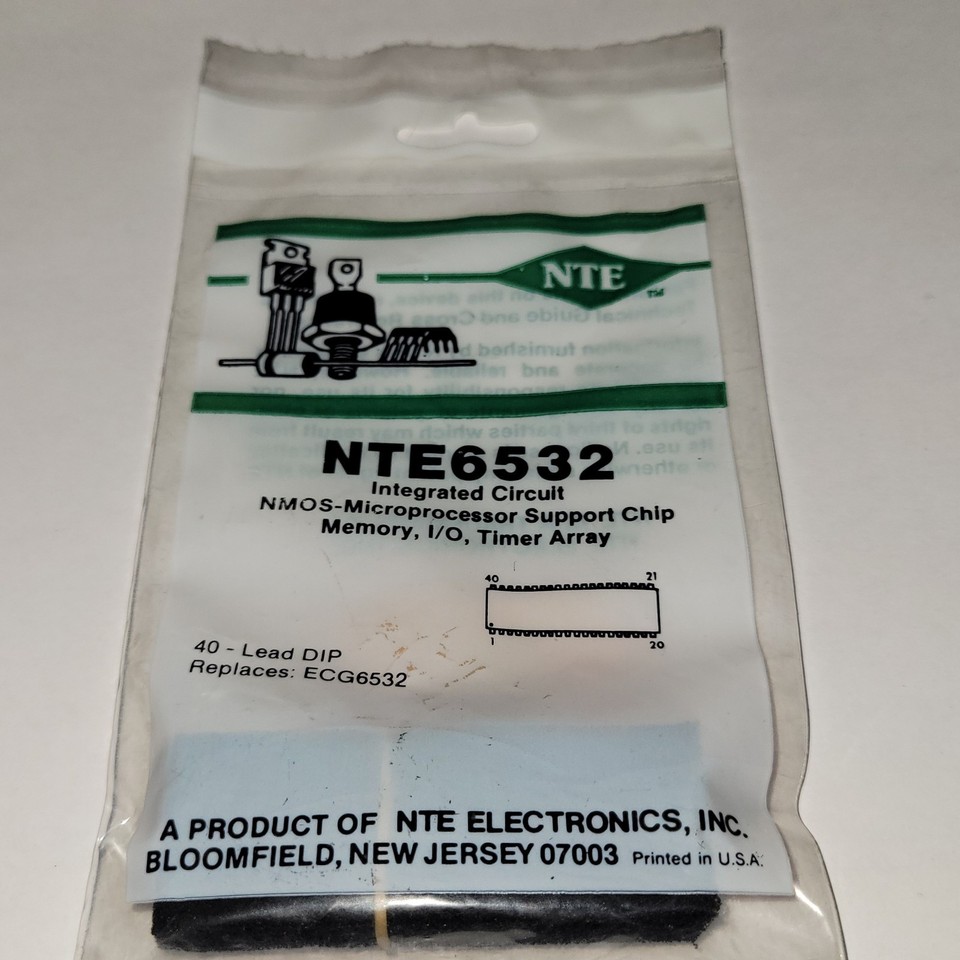 NTE
TM
NTE6532
Integrated Circuit
NMOS-Microprocessor Support Chip
Memory, I/O, Timer Array
40 21
1 20
40 - Lead DIP
Replaces: ECG6532
A PRODUCT OF NTE ELECTRONICS, INC.
BLOOMFIELD, NEW JERSEY 07003 Printed in U.S.A.